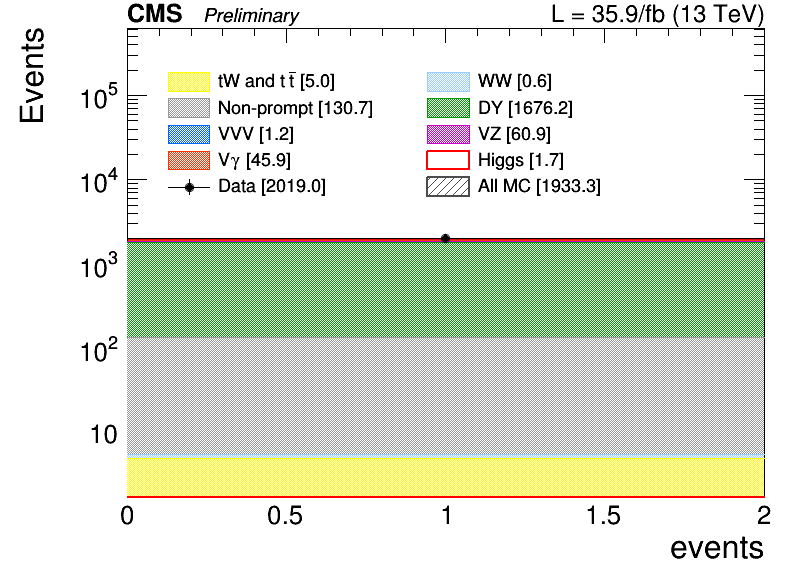 CMS Preliminary L = 35.9/fb (13 TeV)
Events
tW and t t̄ [5.0] WW [0.6]
Non-prompt [130.7] DY [1676.2]
VVV [1.2] VZ [60.9]
Vγ [45.9] Higgs [1.7]
Data [2019.0] All MC [1933.3]
10⁵
10⁴
10³
10²
10
0 0.5 1 1.5 2
events